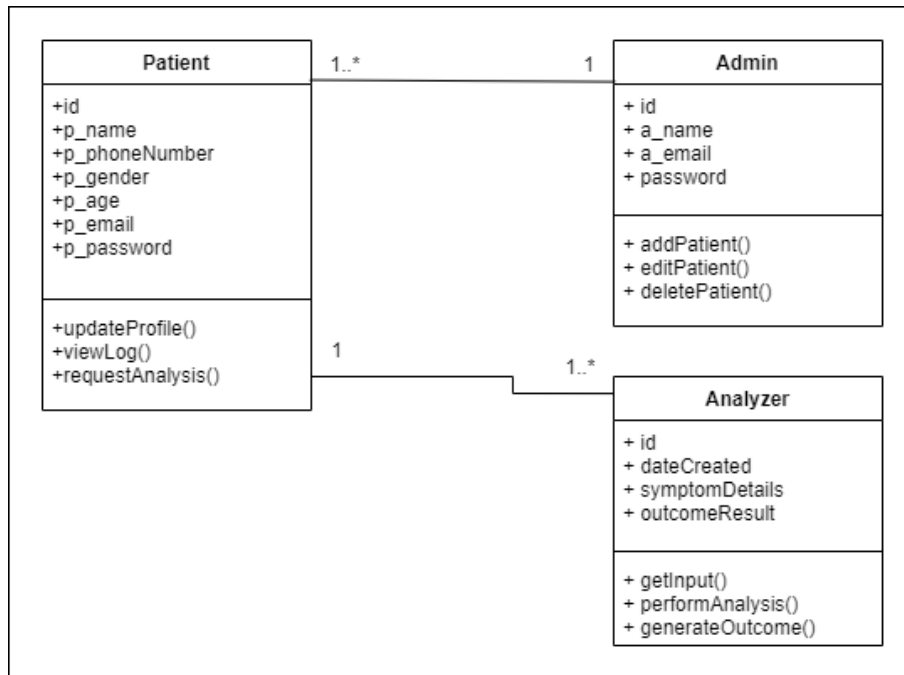 Patient
+id
+p_name
+p_phoneNumber
+p_gender
+p_age
+p_email
+p_password
+updateProfile()
+viewLog()
+requestAnalysis()
1..*
1
Admin
+ id
+ a_name
+ a_email
+ password
+ addPatient()
+ editPatient()
+ deletePatient()
1
1..*
Analyzer
+ id
+ dateCreated
+ symptomDetails
+ outcomeResult
+ getInput()
+ performAnalysis()
+ generateOutcome()